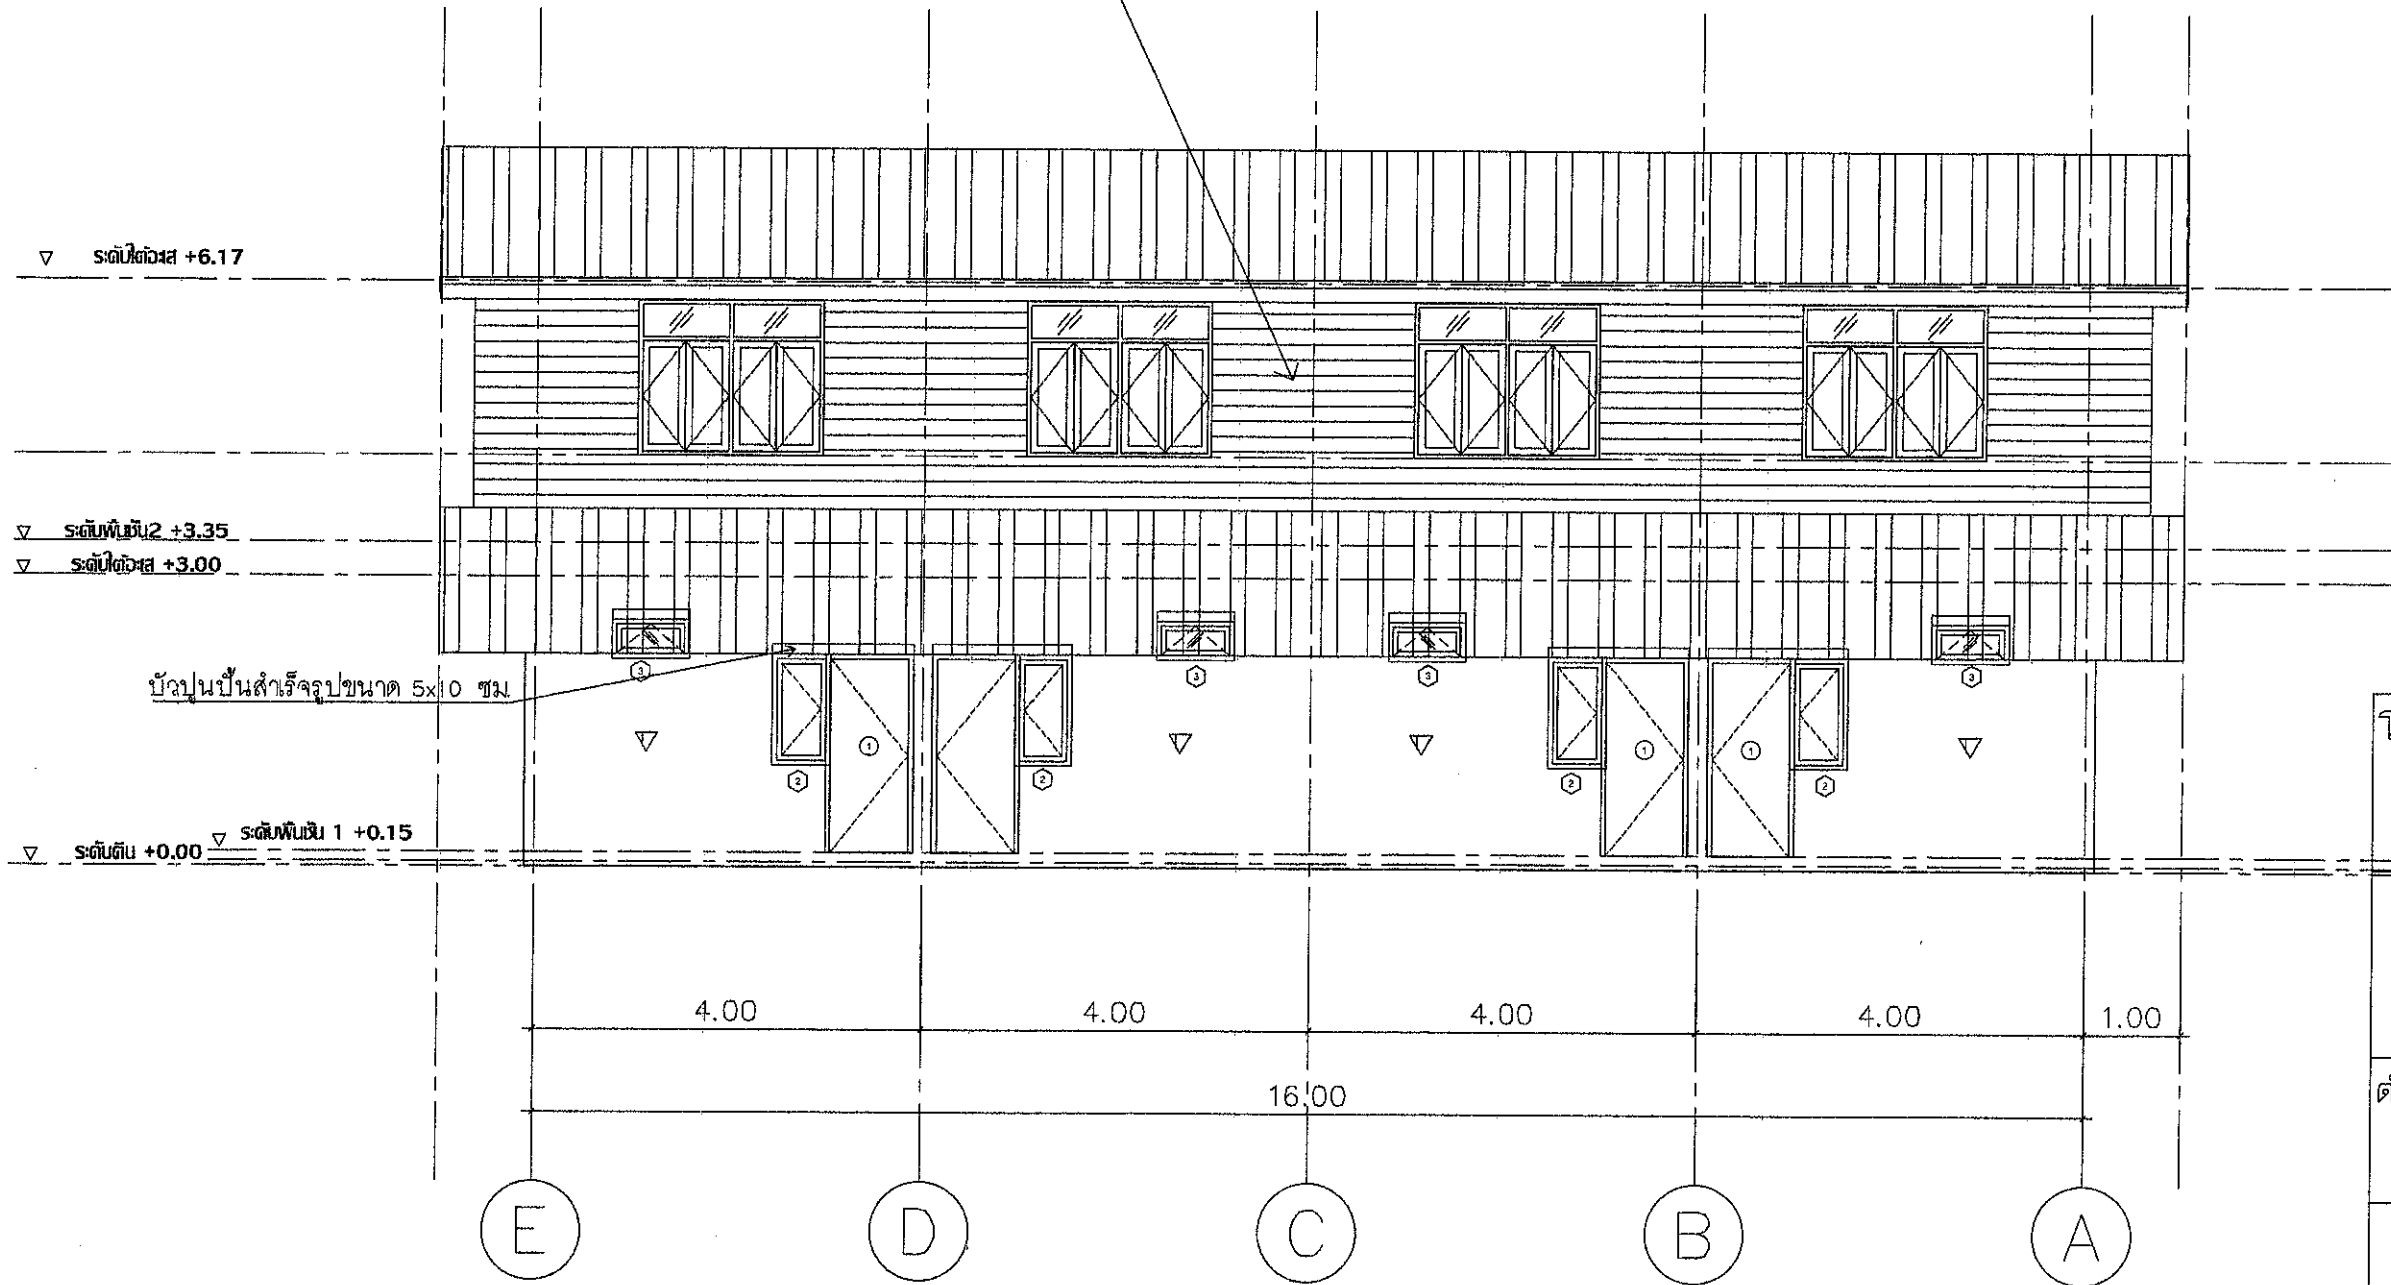 ระดับใต้อะเส +6.17
ระดับพื้นชั้น2 +3.35
ระดับใต้อะเส +3.00
3 3 3 3
บัวปูนปั้นสำเร็จรูปขนาด 5x10 ซม
1 1 1
2 2 2 2
ระดับพื้นชั้น 1 +0.15
ระดับดิน +0.00
4.00 4.00 4.00 4.00 1.00
16.00
E D C B A